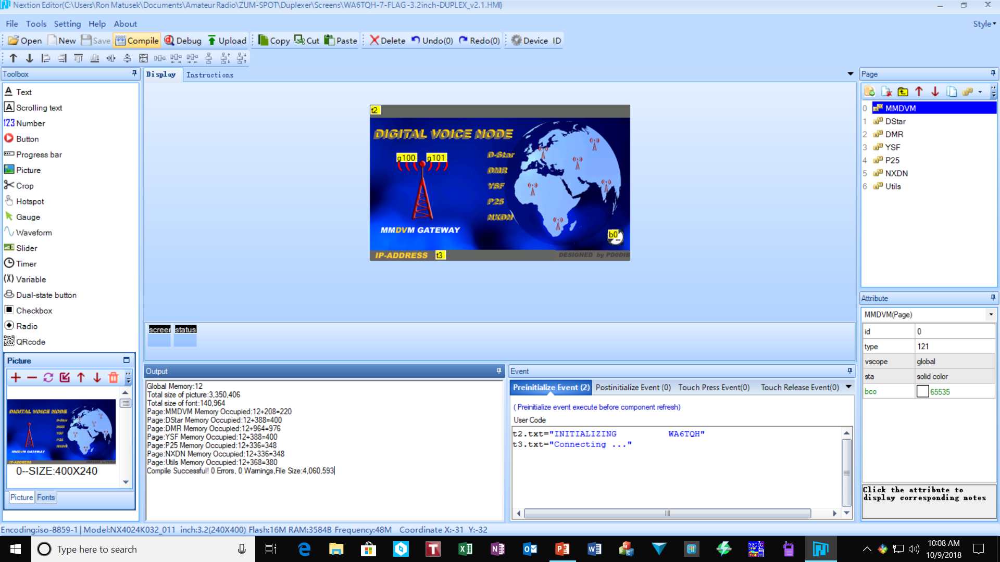 Nextion Editor(C:\Users\Ron Matusek\Documents\Amateur Radio\ZUM-SPOT\Duplexer\Screens\WA6TQH-7-FLAG-3.2inch-DUPLEX_v2.1.HMI)
File Tools Setting Help About
Style
Open New Save Compile Debug Upload Copy Cut Paste Delete Undo(0) Redo(0) Device ID
Toolbox
Text
Scrolling text
123 Number
Button
Progress bar
Picture
Crop
Hotspot
Gauge
Waveform
Slider
Timer
(X) Variable
Dual-state button
Checkbox
Radio
QRcode
Picture
DIGITAL VOICE NODE
D-Star
DMR
YSF
P25
NXDN
MMDVM GATEWAY
IP-ADDRESS
0--SIZE:400X240
Picture Fonts
Display Instructions
t2
DIGITAL VOICE NODE
g100 g101
D-Star
DMR
YSF
P25
NXDN
MMDVM GATEWAY
b0
IP-ADDRESS t3 DESIGNED by PD0DIB
screer status
Output
Global Memory:12
Total size of picture:3,350,406
Total size of font:140,964
Page:MMDVM Memory Occupied:12+208=220
Page:DStar Memory Occupied:12+388=400
Page:DMR Memory Occupied:12+964=976
Page:YSF Memory Occupied:12+388=400
Page:P25 Memory Occupied:12+336=348
Page:NXDN Memory Occupied:12+336=348
Page:Utils Memory Occupied:12+368=380
Compile Successful! 0 Errors, 0 Warnings,File Size:4,060,593
Event
Preinitialize Event (2) Postinitialize Event (0) Touch Press Event(0) Touch Release Event(0)
( Preinitialize event execute before component refresh)
User Code
t2.txt="INITIALIZING WA6TQH"
t3.txt="Connecting ..."
Page
0 MMDVM
1 DStar
2 DMR
3 YSF
4 P25
5 NXDN
6 Utils
Attribute
MMDVM(Page)
id 0
type 121
vscope global
sta solid color
bco 65535
Click the attribute to
display corresponding notes
Encoding:iso-8859-1 | Model:NX4024K032_011 inch:3.2(240X400) Flash:16M RAM:3584B Frequency:48M Coordinate X:-31 Y:-32
Type here to search
10:08 AM
10/9/2018